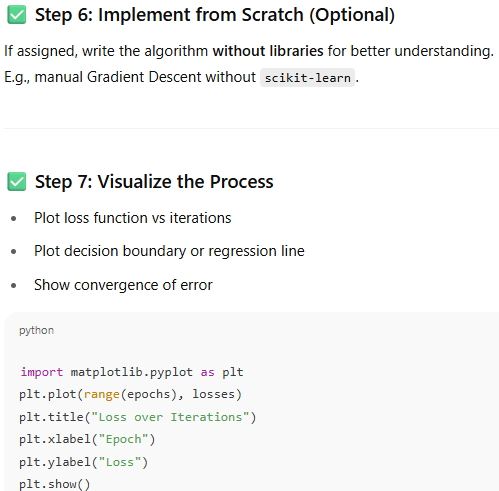 ✅ Step 6: Implement from Scratch (Optional)
If assigned, write the algorithm without libraries for better understanding.
E.g., manual Gradient Descent without scikit-learn.
✅ Step 7: Visualize the Process
• Plot loss function vs iterations
• Plot decision boundary or regression line
• Show convergence of error
python
import matplotlib.pyplot as plt
plt.plot(range(epochs), losses)
plt.title("Loss over Iterations")
plt.xlabel("Epoch")
plt.ylabel("Loss")
plt.show()